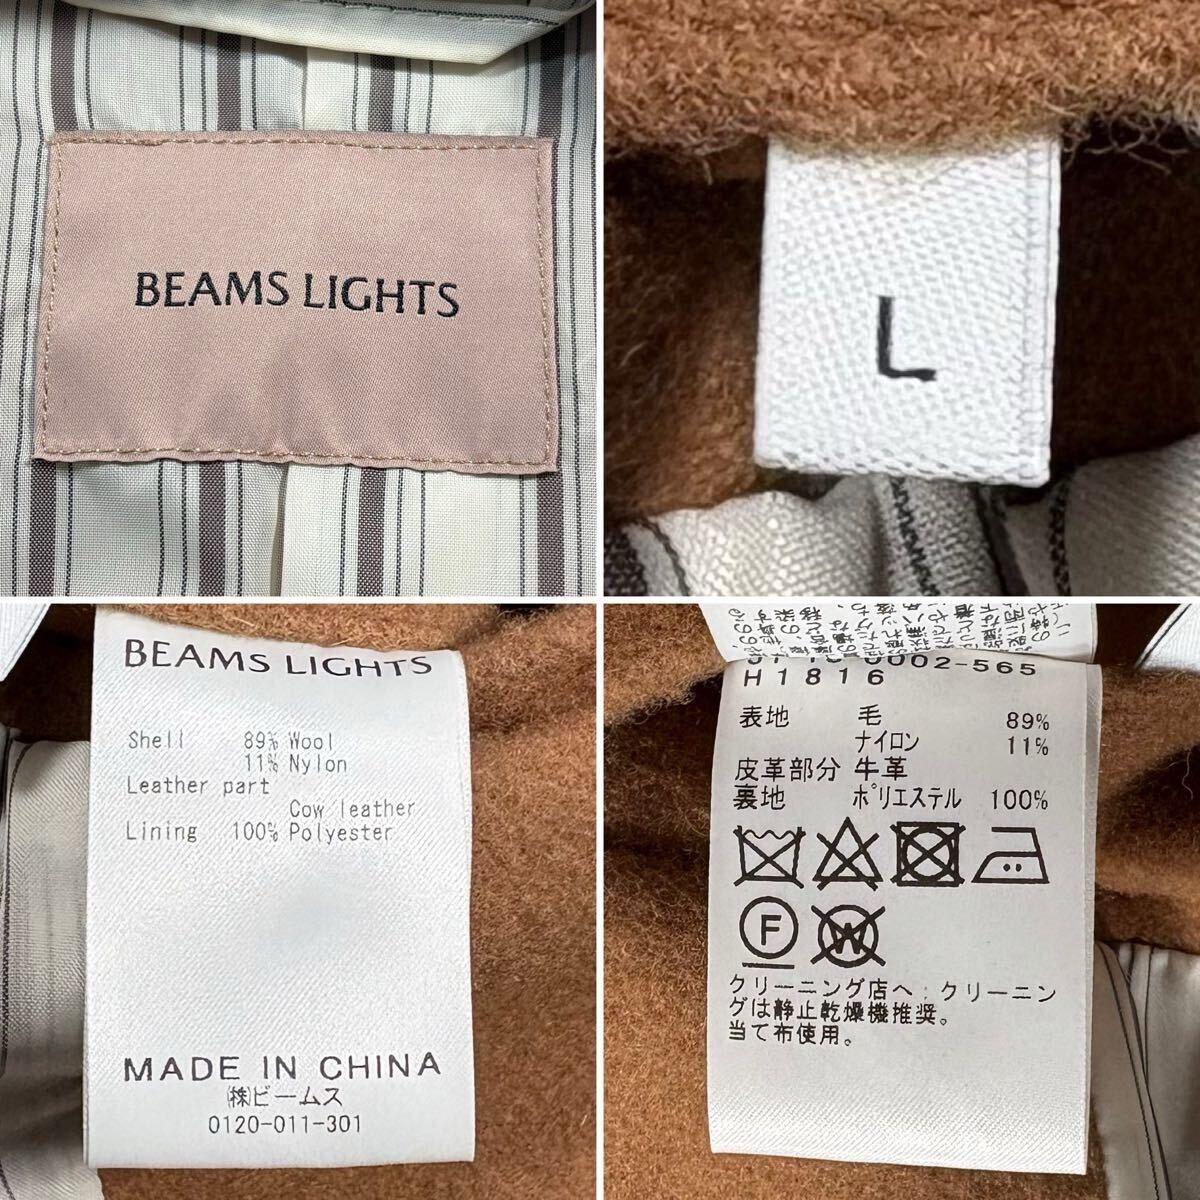 BEAMS LIGHTS
L
BEAMS LIGHTS
Shell 89% Wool
11% Nylon
Leather part
Cow leather
Lining 100% Polyester
MADE IN CHINA
㈱ビームス
0120-011-301
0002-565
H1816
表地 毛 89%
ナイロン 11%
皮革部分 牛革
裏地 ポリエステル 100%
F
W
クリーニング店へ。クリーニン
グは静止乾燥機推奨。
当て布使用。